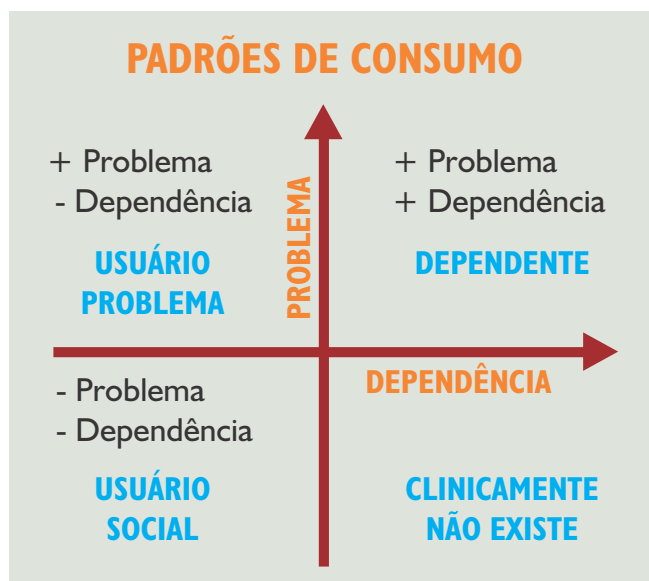 PADRÕES DE CONSUMO
+ Problema
- Dependência
USUÁRIO
PROBLEMA
PROBLEMA
+ Problema
+ Dependência
DEPENDENTE
DEPENDÊNCIA
- Problema
- Dependência
USUÁRIO
SOCIAL
CLINICAMENTE
NÃO EXISTE